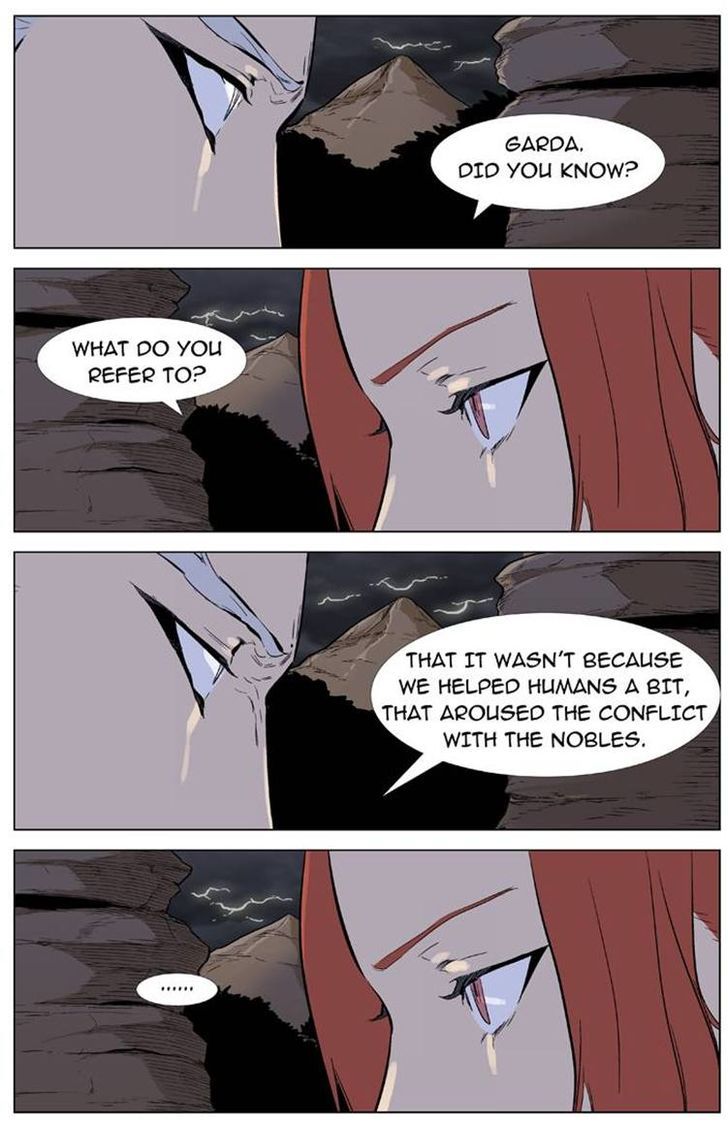 GARDA.
DID YOU KNOW?
WHAT DO YOU
REFER TO?
THAT IT WASN'T BECAUSE
WE HELPED HUMANS A BIT,
THAT AROUSED THE CONFLICT
WITH THE NOBLES.
......